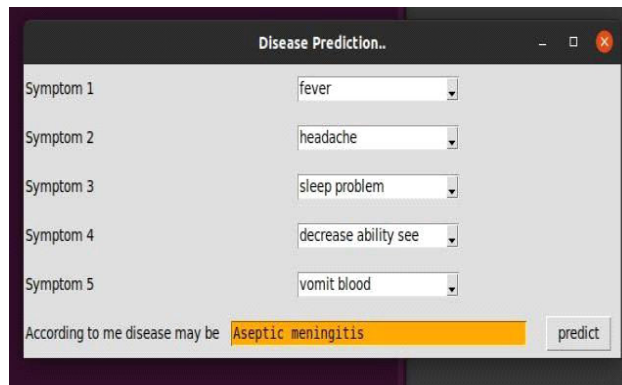 Disease Prediction..
Symptom 1 fever
Symptom 2 headache
Symptom 3 sleep problem
Symptom 4 decrease ability see
Symptom 5 vomit blood
According to me disease may be Aseptic meningitis predict